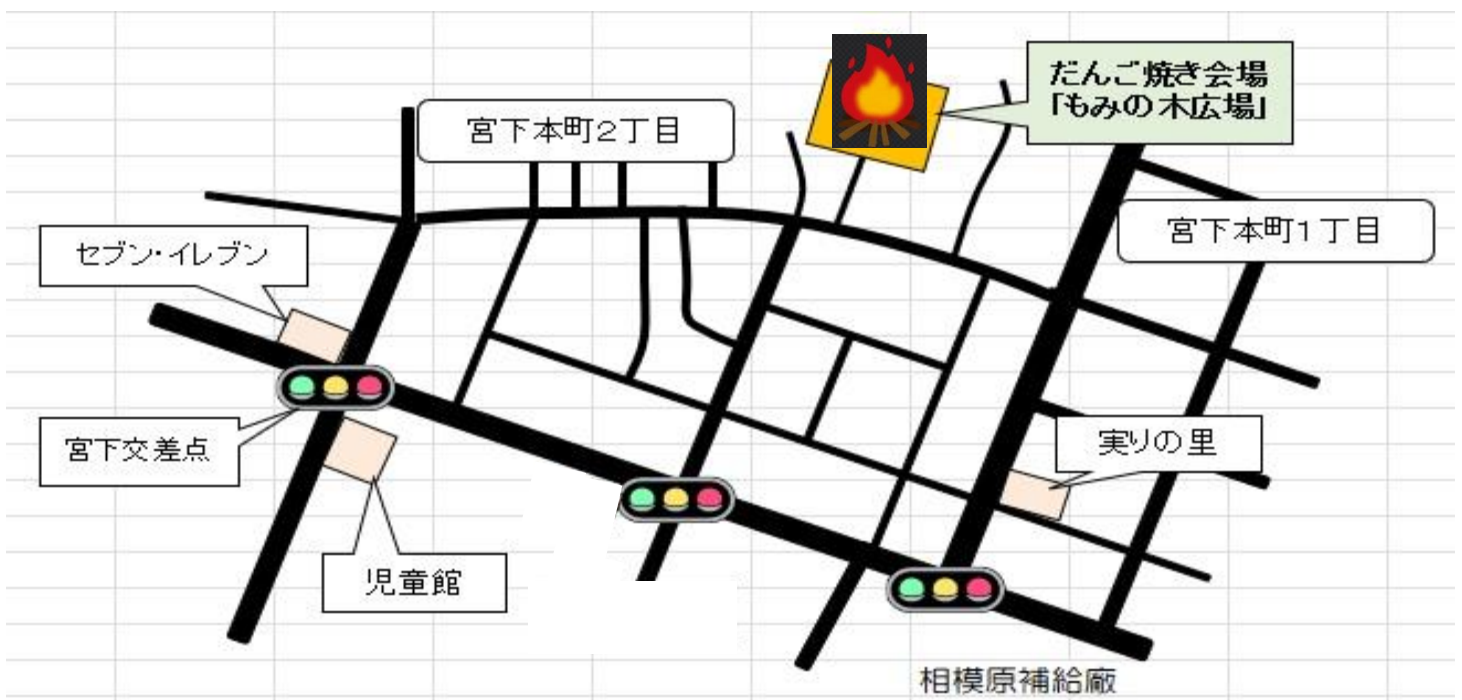 だんご焼き会場
「もみの木広場」
宮下本町2丁目
宮下本町1丁目
セブン・イレブン
宮下交差点
実りの里
児童館
相模原補給廠